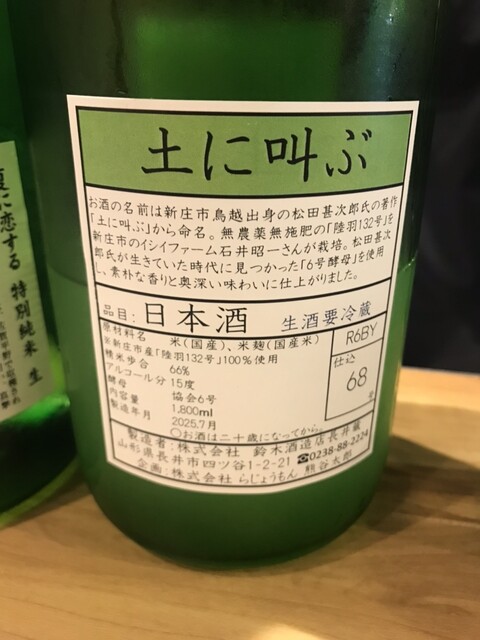 土に叫ぶ
お酒の名前は新庄市鳥越出身の松田甚次郎氏の著作
「土に叫ぶ」から命名。無農薬無施肥の「陸羽132号」を
新庄市のイシイファーム石井昭一さんが栽培。松田甚次
郎氏が生きていた時代に見つかった「6号酵母」を使用
し、素朴な香りと奥深い味わいに仕上がりました。
品目:日本酒 生酒要冷蔵
原材料名 米(国産)、米麹(国産米)
※新庄市産「陸羽132号」100%使用
精米歩合 66%
アルコール分 15度
酵母 協会6号
内容量 1,800ml
製造年月 2025.7月
○お酒は二十歳になってから。
R6BY
仕込
68
号
製造者:株式会社 鈴木酒造店長井蔵
山形県長井市四ツ谷1-2-21 ☎0238-88-2224
企画:株式会社 らじょうもん 熊谷太郎
夏に恋する 特別純米 生